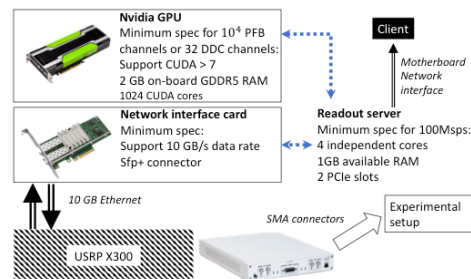 Nvidia GPU
Minimum spec for 10⁴ PFB
channels or 32 DDC channels:
Support CUDA > 7
2 GB on-board GDDR5 RAM
1024 CUDA cores
Network interface card
Minimum spec:
Support 10 GB/s data rate
Sfp+ connector
Client
Motherboard
Network
interface
Readout server
Minimum spec for 100Msps:
4 independent cores
1GB available RAM
2 PCIe slots
10 GB Ethernet
SMA connectors
Experimental
setup
USRP X300